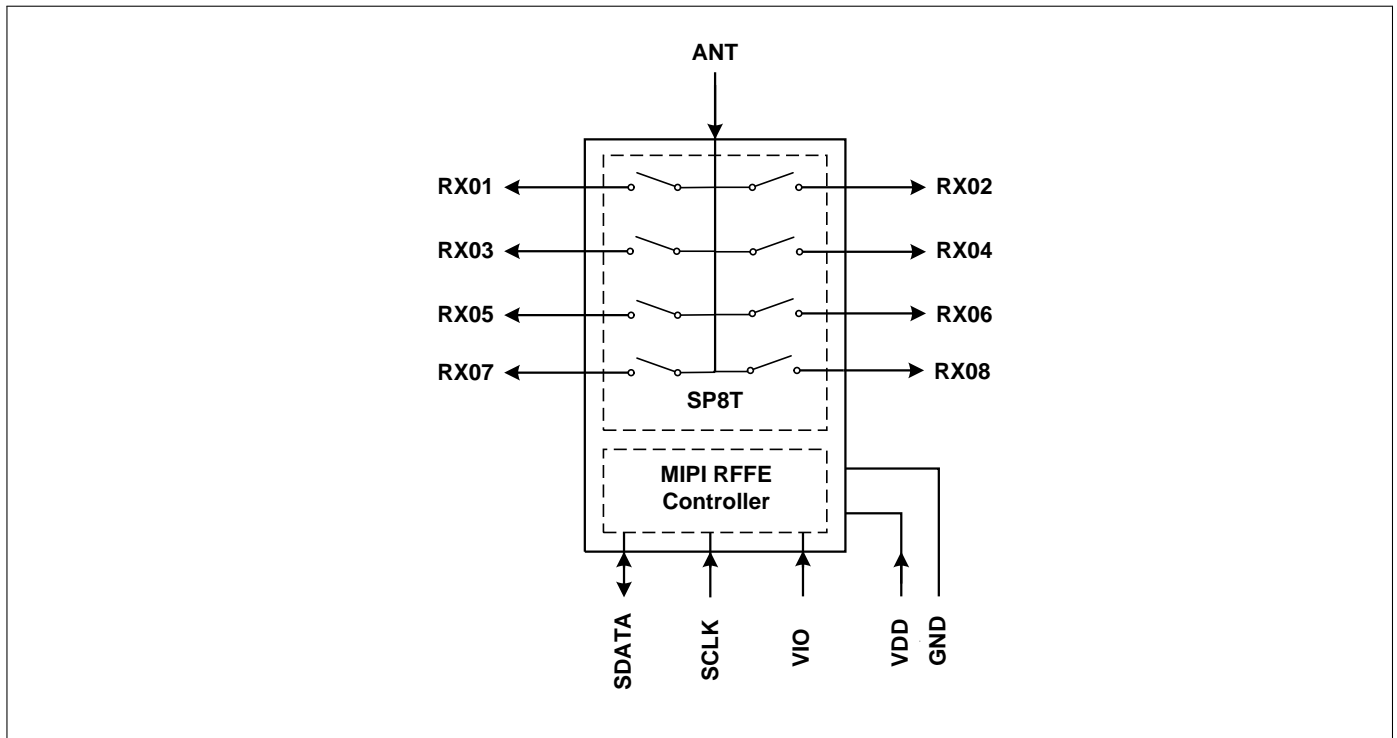 ANT
RX01
RX02
RX03
RX04
RX05
RX06
RX07
RX08
SP8T
MIPI RFFE
Controller
SDATA
SCLK
VIO
VDD
GND